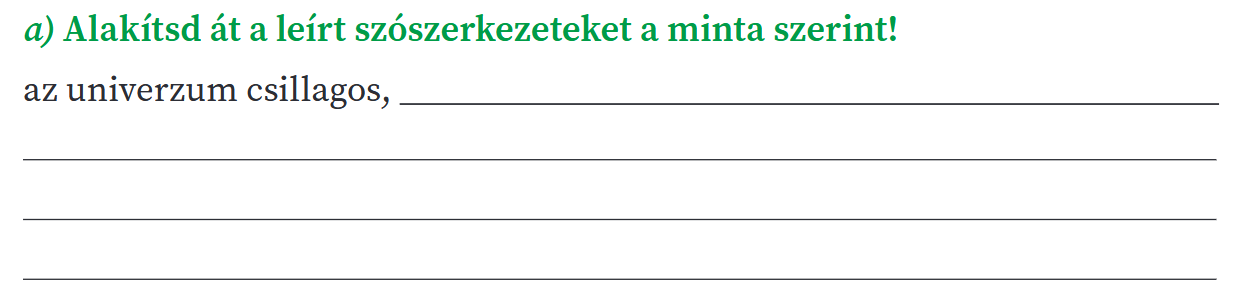 a) Alakítsd át a leírt szószerkezeteket a minta szerint!
az univerzum csillagos,